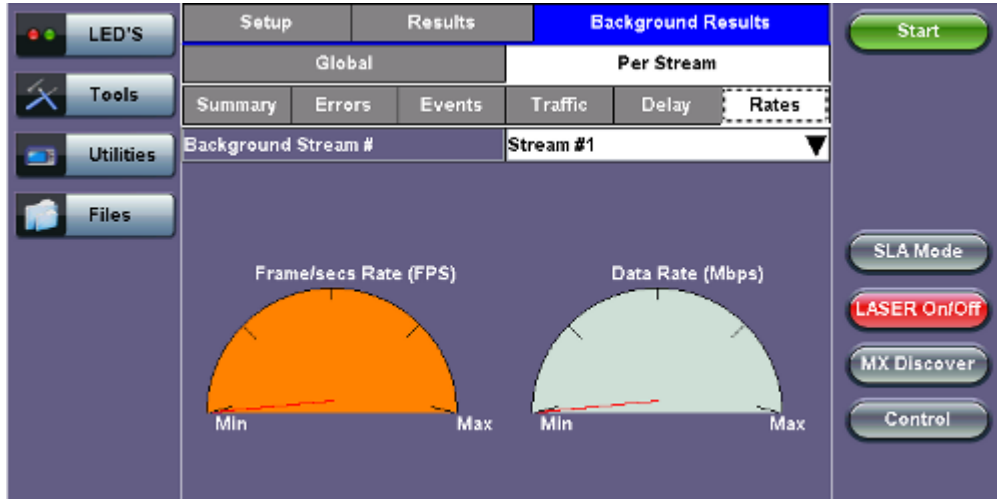 LED'S
Tools
Utilities
Files
Setup Results Background Results
Global Per Stream
Summary Errors Events Traffic Delay Rates
Background Stream # Stream #1
Frame/secs Rate (FPS)
Min Max
Data Rate (Mbps)
Min Max
Start
SLA Mode
LASER On/Off
MX Discover
Control